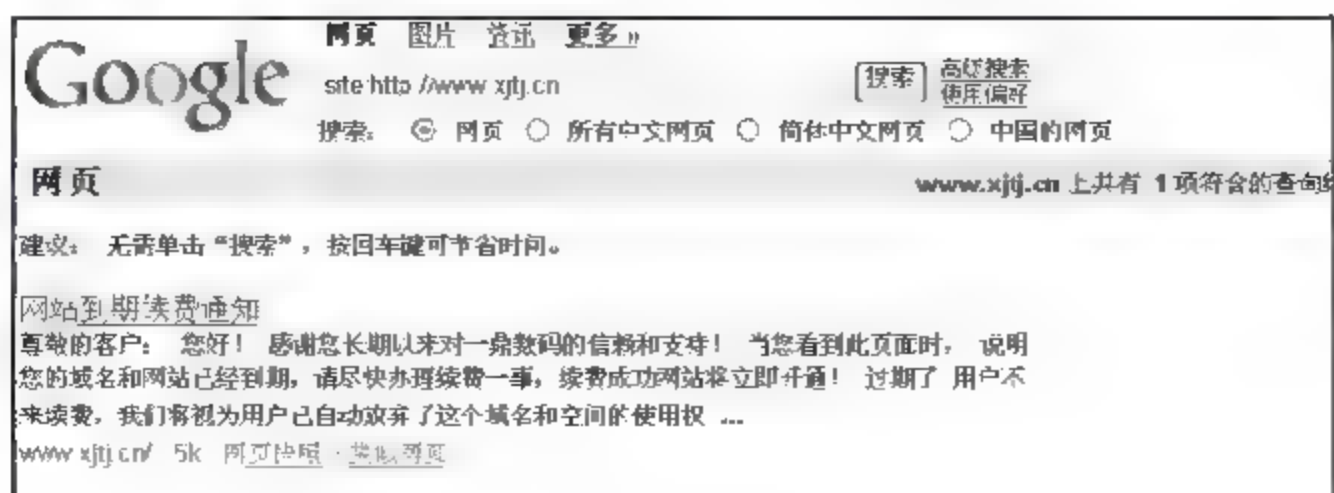 网页 图片 资讯 更多 »
Google
site:http://www.xjtj.cn
搜索
高级搜索
使用偏好
搜索: 网页 所有中文网页 简体中文网页 中国的网页
网页 www.xjtj.cn 上共有 1 项符合的查询结
建议: 无需单击“搜索”,按回车键可节省时间。
网站到期续费通知
尊敬的客户: 您好! 感谢您长期以来对一鼎数码的信赖和支持! 当您看到此页面时, 说明
您的域名和网站已经到期,请尽快办理续费一事,续费成功网站将立即开通! 过期了 用户不
来续费,我们将视为用户已自动放弃了这个域名和空间的使用权 ...
www.xjtj.cn/ 5k 网页快照 - 类似网页